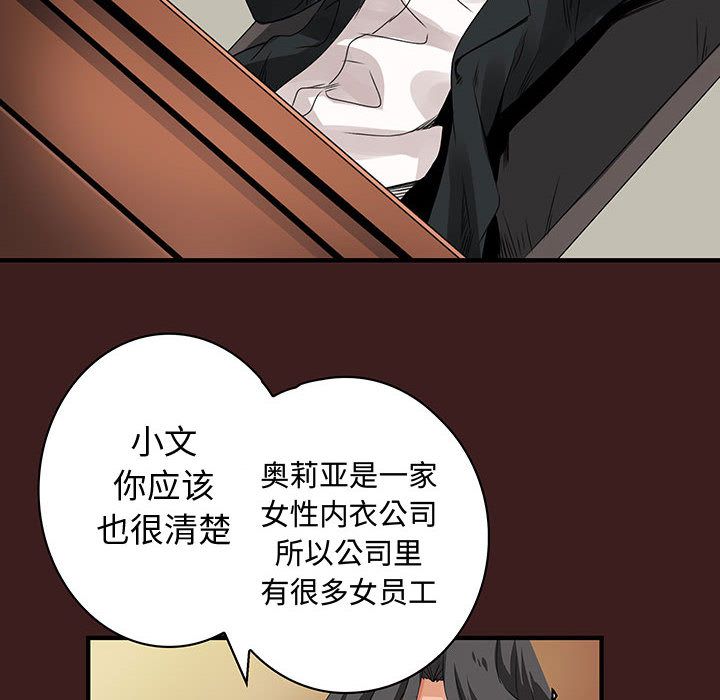 小文
你应该
也很清楚
奥莉亚是一家
女性内衣公司
所以公司里
有很多女员工